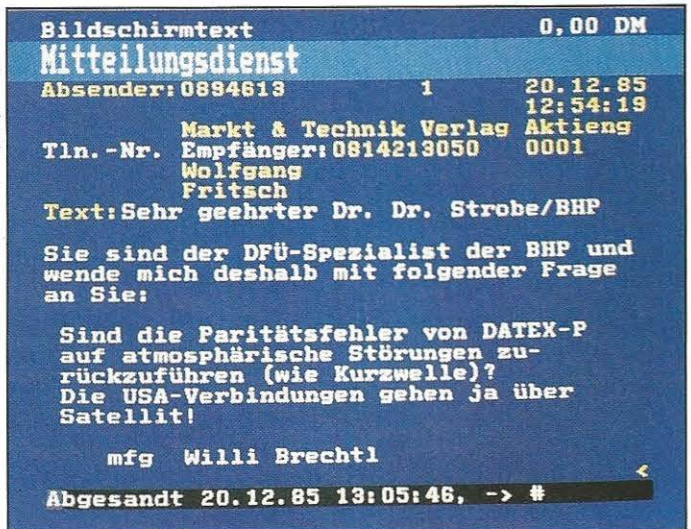 Bildschirmtext 0,00 DM
Mitteilungsdienst
Absender:0894613 1 20.12.85
12:54:19
Markt & Technik Verlag Aktieng
Tln.-Nr. Empfänger:0814213050 0001
Wolfgang
Fritsch
Text:Sehr geehrter Dr. Dr. Strobe/BHP
Sie sind der DFÜ-Spezialist der BHP und
wende mich deshalb mit folgender Frage
an Sie:
Sind die Paritätsfehler von DATEX-P
auf atmosphärische Störungen zu-
rückzuführen (wie Kurzwelle)?
Die USA-Verbindungen gehen ja über
Satellit!
mfg Willi Brechtl
<
Abgesandt 20.12.85 13:05:46, -> #